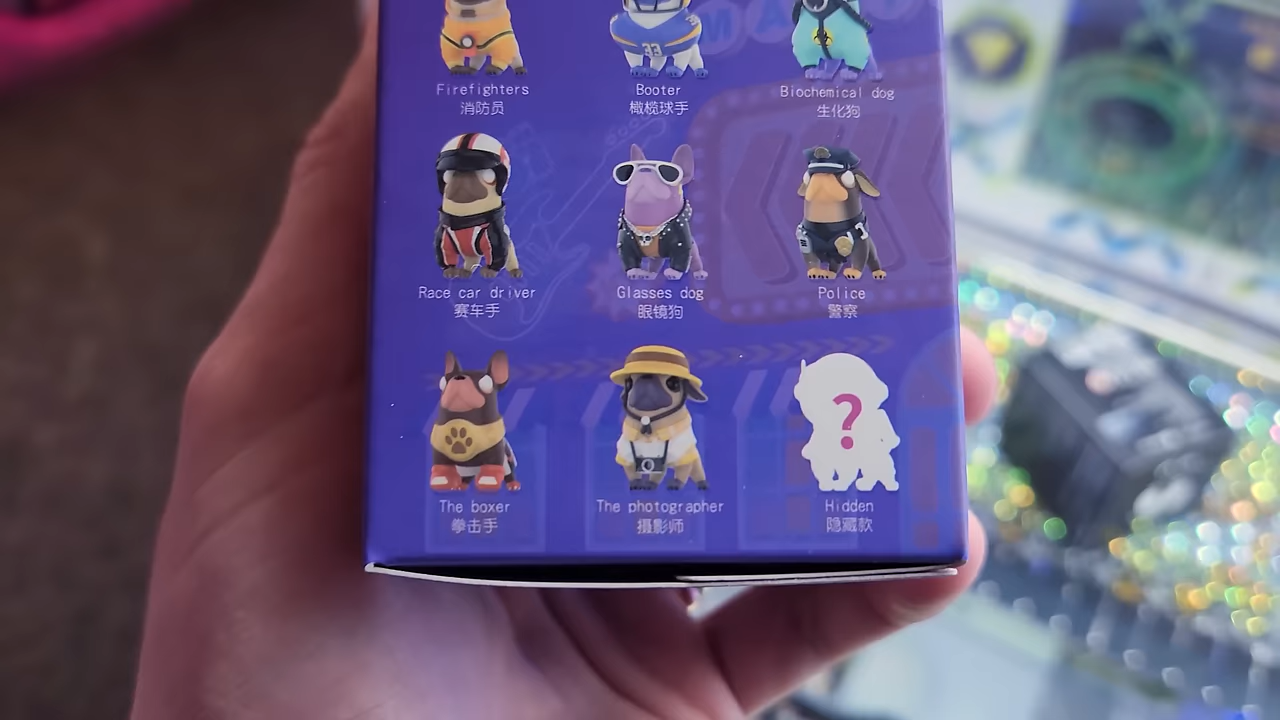 33
Firefighters
消防员
Booter
橄榄球手
Biochemical dog
生化狗
Race car driver
赛车手
Glasses dog
眼镜狗
Police
警察
The boxer
拳击手
The photographer
摄影师
?
Hidden
隐藏款